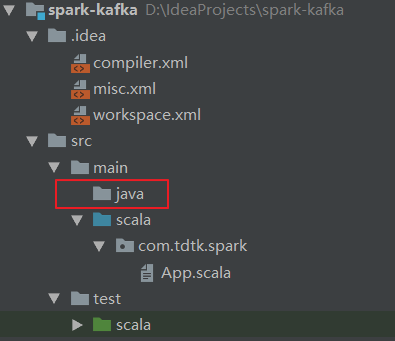 spark-kafka D:\IdeaProjects\spark-kafka
.idea
compiler.xml
misc.xml
workspace.xml
src
main
java
scala
com.tdtk.spark
App.scala
test
scala